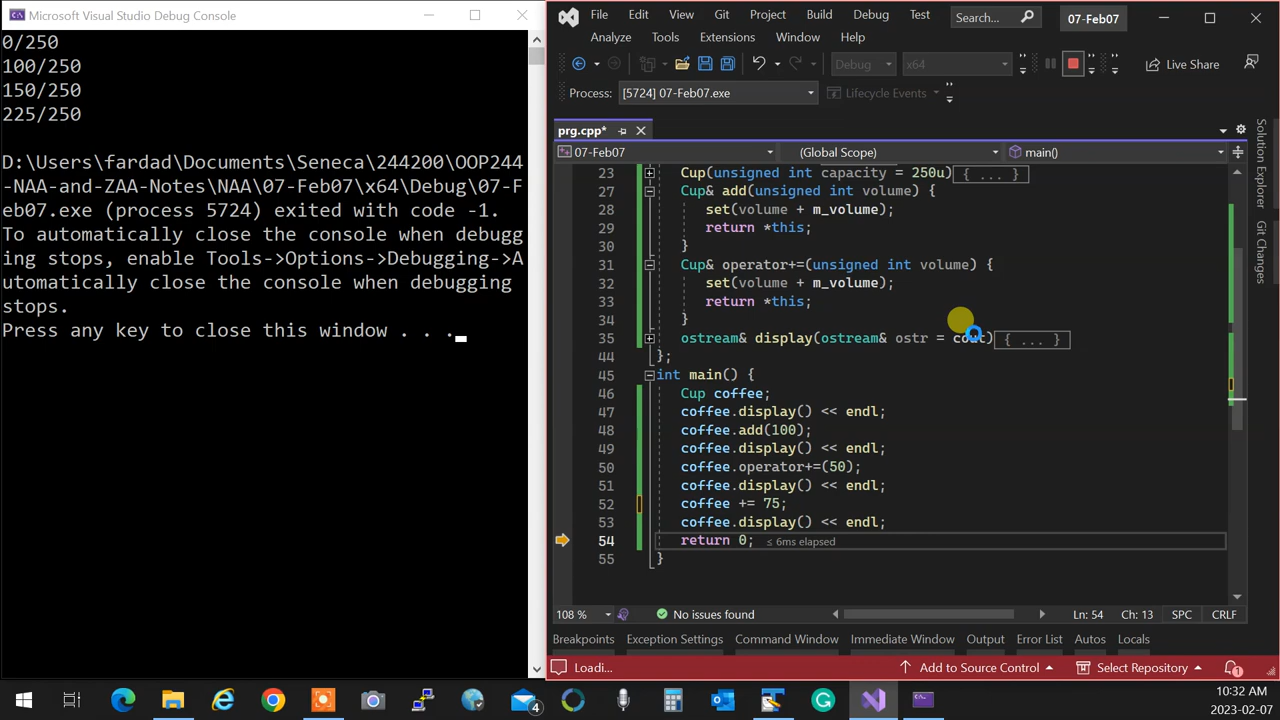 Microsoft Visual Studio Debug Console
0/250
100/250
150/250
225/250
D:\Users\fardad\Documents\Seneca\244200\OOP244
-NAA-and-ZAA-Notes\NAA\07-Feb07\x64\Debug\07-F
eb07.exe (process 5724) exited with code -1.
To automatically close the console when debugg
ing stops, enable Tools->Options->Debugging->A
utomatically close the console when debugging
stops.
Press any key to close this window . . .
File Edit View Git Project Build Debug Test Search... 07-Feb07
Analyze Tools Extensions Window Help
Debug x64 Live Share
Process: [5724] 07-Feb07.exe Lifecycle Events
prg.cpp*
07-Feb07 (Global Scope) main()
23 Cup(unsigned int capacity = 250u) { ... }
27 Cup& add(unsigned int volume) {
28 set(volume + m_volume);
29 return *this;
30 }
31 Cup& operator+=(unsigned int volume) {
32 set(volume + m_volume);
33 return *this;
34 }
35 ostream& display(ostream& ostr = cout) { ... }
44 };
45 int main() {
46 Cup coffee;
47 coffee.display() << endl;
48 coffee.add(100);
49 coffee.display() << endl;
50 coffee.operator+=(50);
51 coffee.display() << endl;
52 coffee += 75;
53 coffee.display() << endl;
54 return 0; ≤ 6ms elapsed
55 }
Solution Explorer
Git Changes
108 % No issues found Ln: 54 Ch: 13 SPC CRLF
Breakpoints Exception Settings Command Window Immediate Window Output Error List Autos Locals
Loadi... Add to Source Control Select Repository 1
4
10:32 AM
2023-02-07